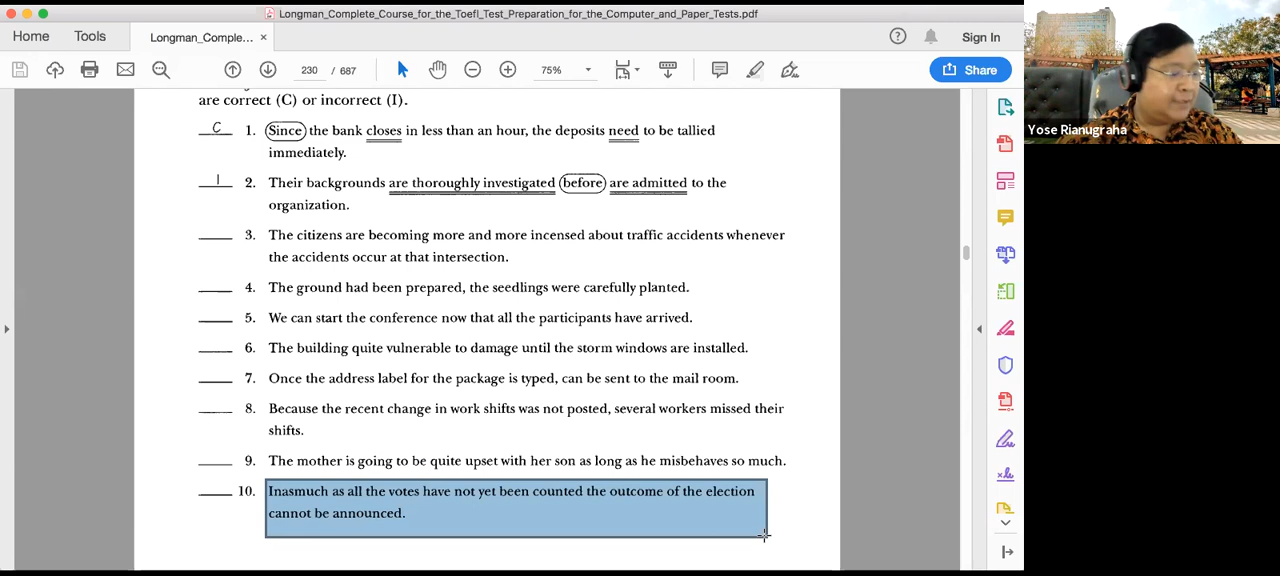 Longman_Complete_Course_for_the_Toefl_Test_Preparation_for_the_Computer_and_Paper_Tests.pdf
Home Tools Longman_Comple... × Sign In
230 / 687 75% Share
Yose Rianugraha
are correct (C) or incorrect (I).
C 1. Since the bank closes in less than an hour, the deposits need to be tallied
immediately.
I 2. Their backgrounds are thoroughly investigated before are admitted to the
organization.
3. The citizens are becoming more and more incensed about traffic accidents whenever
the accidents occur at that intersection.
4. The ground had been prepared, the seedlings were carefully planted.
5. We can start the conference now that all the participants have arrived.
6. The building quite vulnerable to damage until the storm windows are installed.
7. Once the address label for the package is typed, can be sent to the mail room.
8. Because the recent change in work shifts was not posted, several workers missed their
shifts.
9. The mother is going to be quite upset with her son as long as he misbehaves so much.
10. Inasmuch as all the votes have not yet been counted the outcome of the election
cannot be announced.